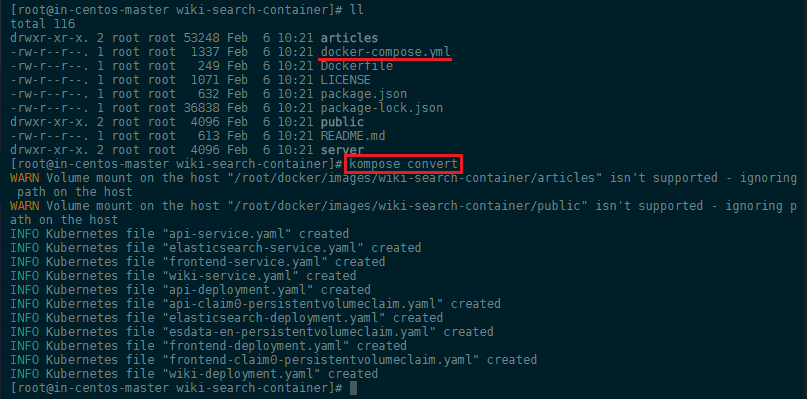 [root@in-centos-master wiki-search-container]# ll
total 116
drwxr-xr-x. 2 root root 53248 Feb  6 10:21 articles
-rw-r--r--. 1 root root  1337 Feb  6 10:21 docker-compose.yml
-rw-r--r--. 1 root root   249 Feb  6 10:21 Dockerfile
-rw-r--r--. 1 root root  1071 Feb  6 10:21 LICENSE
-rw-r--r--. 1 root root   632 Feb  6 10:21 package.json
-rw-r--r--. 1 root root 36838 Feb  6 10:21 package-lock.json
drwxr-xr-x. 2 root root  4096 Feb  6 10:21 public
-rw-r--r--. 1 root root   613 Feb  6 10:21 README.md
drwxr-xr-x. 2 root root  4096 Feb  6 10:21 server
[root@in-centos-master wiki-search-container]# kompose convert
WARN Volume mount on the host "/root/docker/images/wiki-search-container/articles" isn't supported - ignoring
 path on the host
WARN Volume mount on the host "/root/docker/images/wiki-search-container/public" isn't supported - ignoring p
ath on the host
INFO Kubernetes file "api-service.yaml" created
INFO Kubernetes file "elasticsearch-service.yaml" created
INFO Kubernetes file "frontend-service.yaml" created
INFO Kubernetes file "wiki-service.yaml" created
INFO Kubernetes file "api-deployment.yaml" created
INFO Kubernetes file "api-claim0-persistentvolumeclaim.yaml" created
INFO Kubernetes file "elasticsearch-deployment.yaml" created
INFO Kubernetes file "esdata-en-persistentvolumeclaim.yaml" created
INFO Kubernetes file "frontend-deployment.yaml" created
INFO Kubernetes file "frontend-claim0-persistentvolumeclaim.yaml" created
INFO Kubernetes file "wiki-deployment.yaml" created
[root@in-centos-master wiki-search-container]#